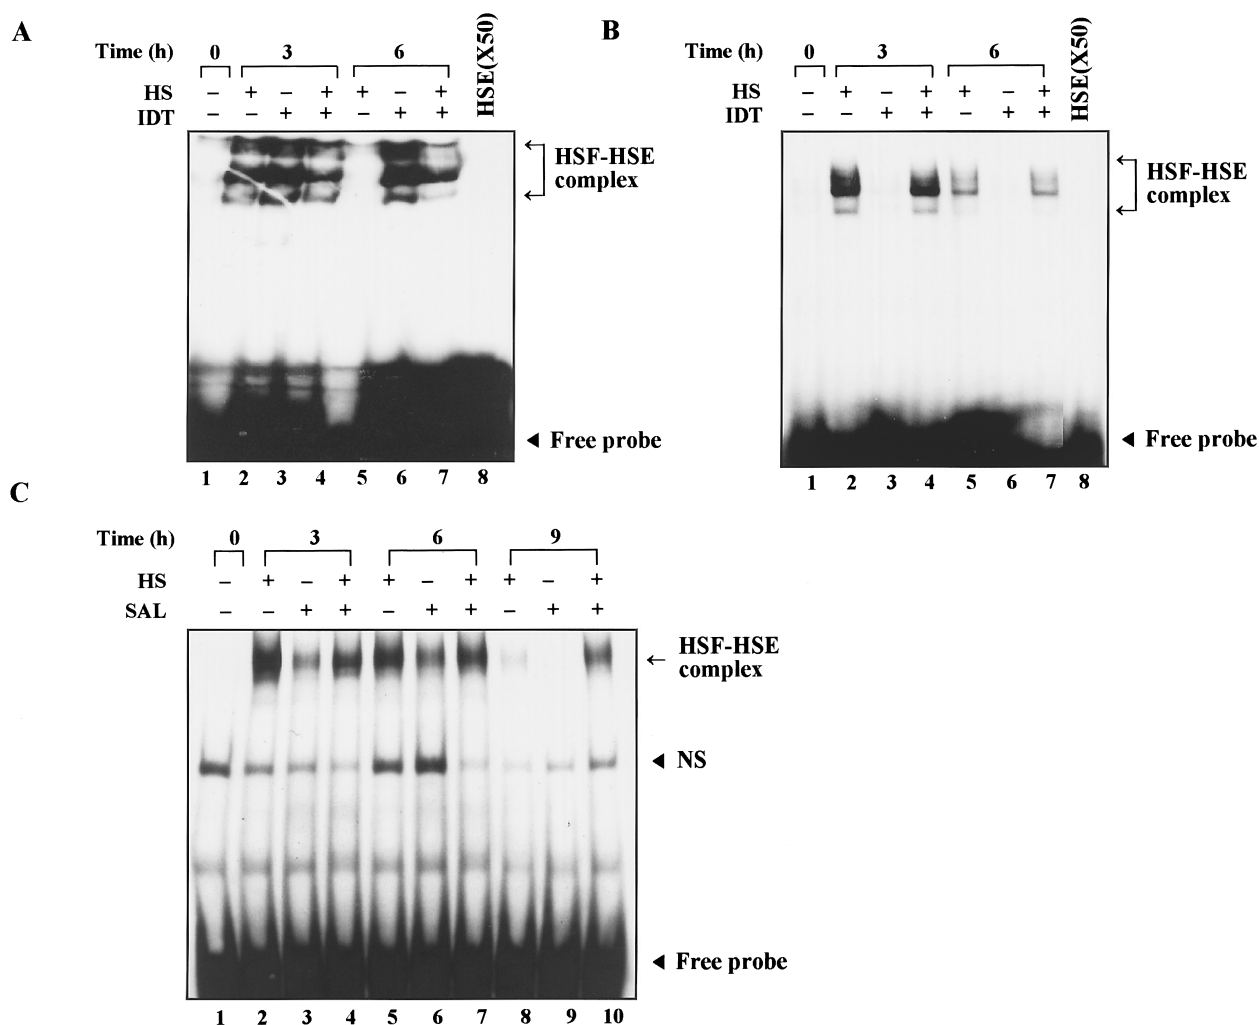 A
Time (h) 0 3 6 HSE(X50)
HS – + – + + – +
IDT – – + + – + +
HSF-HSE
complex
Free probe
1 2 3 4 5 6 7 8
B
Time (h) 0 3 6 HSE(X50)
HS – + – + + – +
IDT – – + + – + +
HSF-HSE
complex
Free probe
1 2 3 4 5 6 7 8
C
Time (h) 0 3 6 9
HS – + – + + – + + – +
SAL – – + + – + + – + +
HSF-HSE
complex
NS
Free probe
1 2 3 4 5 6 7 8 9 10